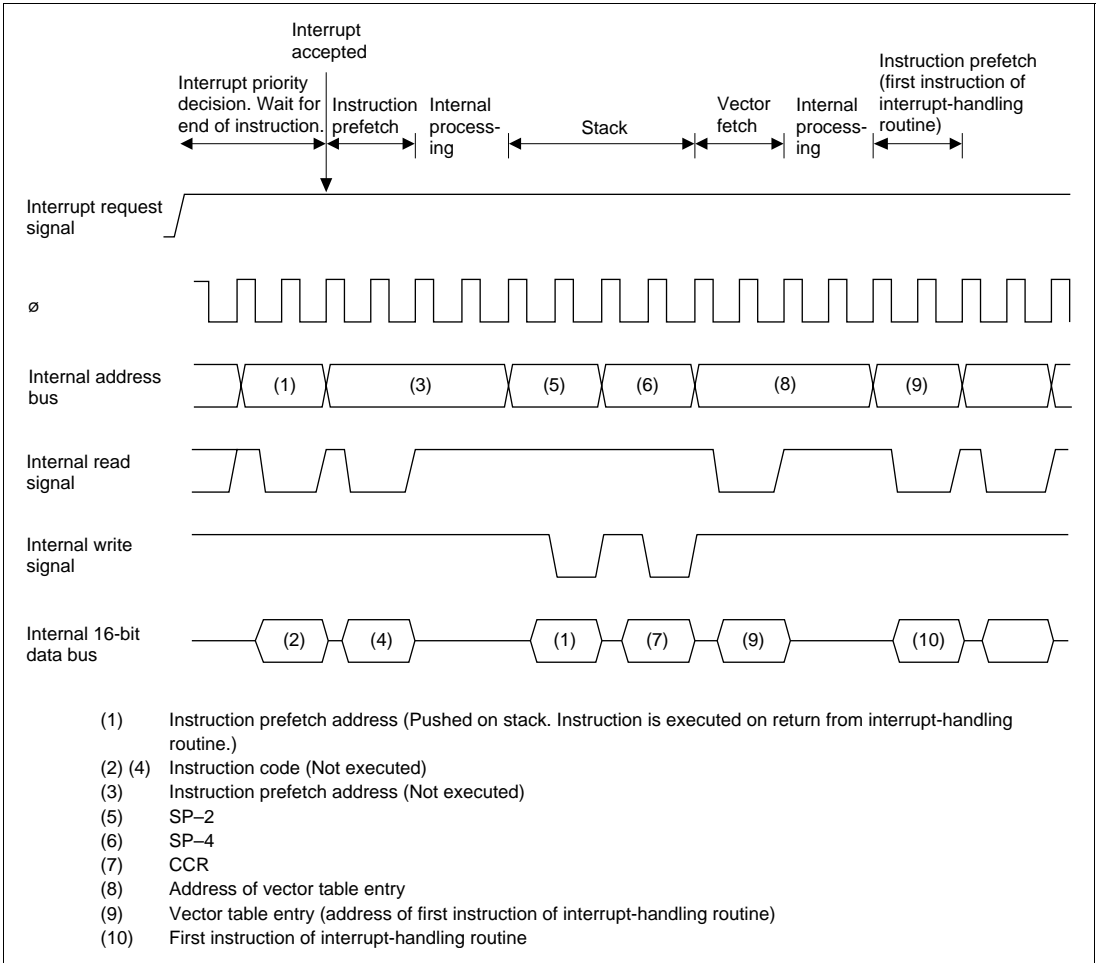 Interrupt
accepted
Interrupt priority
decision. Wait for
end of instruction.
Instruction
prefetch
Internal
process-
ing
Stack
Vector
fetch
Internal
process-
ing
Instruction prefetch
(first instruction of
interrupt-handling
routine)
Interrupt request
signal
ø
Internal address
bus
(1) (3) (5) (6) (8) (9)
Internal read
signal
Internal write
signal
Internal 16-bit
data bus
(2) (4) (1) (7) (9) (10)
(1) Instruction prefetch address (Pushed on stack. Instruction is executed on return from interrupt-handling
routine.)
(2) (4) Instruction code (Not executed)
(3) Instruction prefetch address (Not executed)
(5) SP–2
(6) SP–4
(7) CCR
(8) Address of vector table entry
(9) Vector table entry (address of first instruction of interrupt-handling routine)
(10) First instruction of interrupt-handling routine